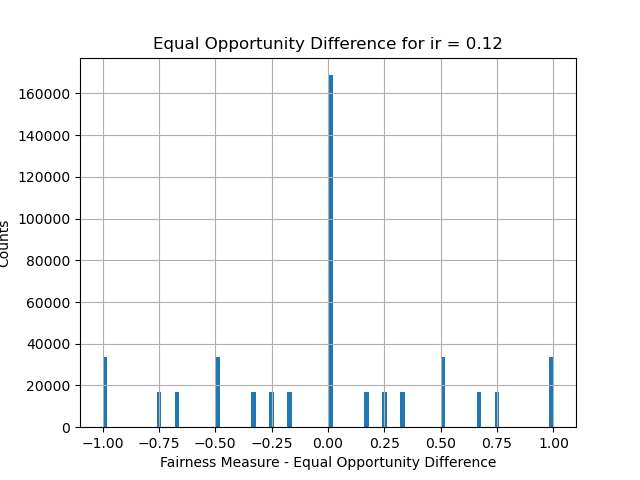 Equal Opportunity Difference for ir = 0.12
160000
140000
120000
100000
80000
60000
40000
20000
0
Counts
−1.00 −0.75 −0.50 −0.25 0.00 0.25 0.50 0.75 1.00
Fairness Measure - Equal Opportunity Difference